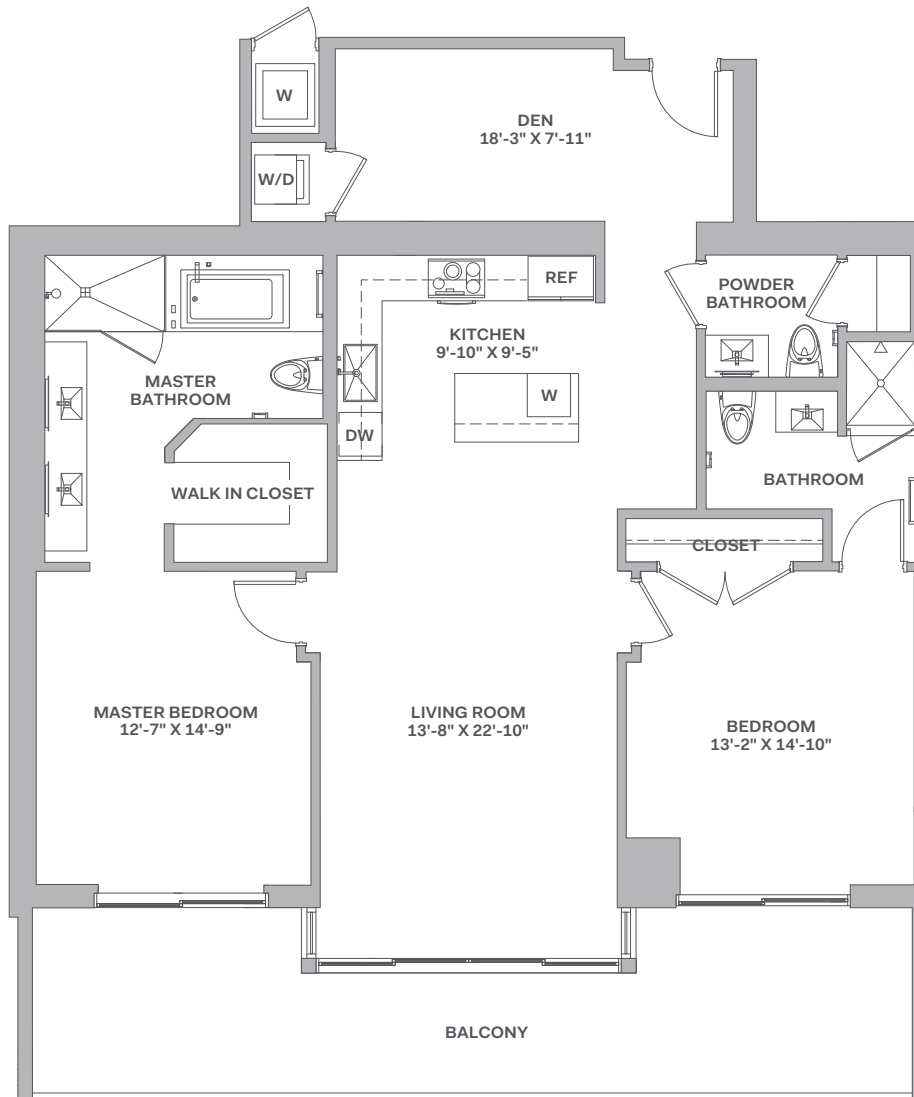 W
DEN
18'-3" X 7'-11"
W/D
REF
POWDER
BATHROOM
KITCHEN
9'-10" X 9'-5"
MASTER
BATHROOM
W
DW
WALK IN CLOSET
BATHROOM
CLOSET
MASTER BEDROOM
12'-7" X 14'-9"
LIVING ROOM
13'-8" X 22'-10"
BEDROOM
13'-2" X 14'-10"
BALCONY